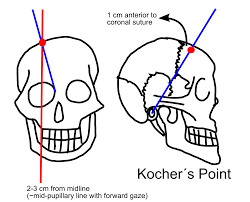 1 cm anterior to
coronal suture
Kocher´s Point
2-3 cm from midline
(~mid-pupillary line with forward gaze)